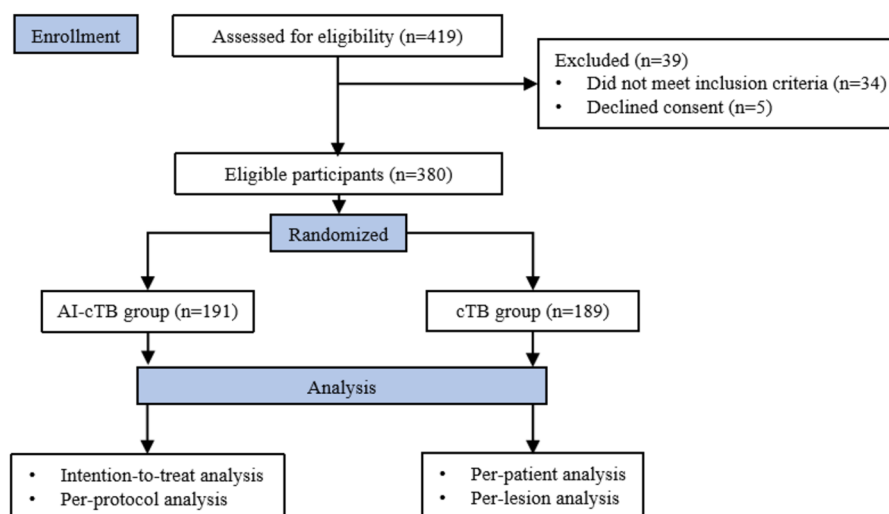 Enrollment
Assessed for eligibility (n=419)
Excluded (n=39)
• Did not meet inclusion criteria (n=34)
• Declined consent (n=5)
Eligible participants (n=380)
Randomized
AI-cTB group (n=191)
cTB group (n=189)
Analysis
• Intention-to-treat analysis
• Per-protocol analysis
• Per-patient analysis
• Per-lesion analysis